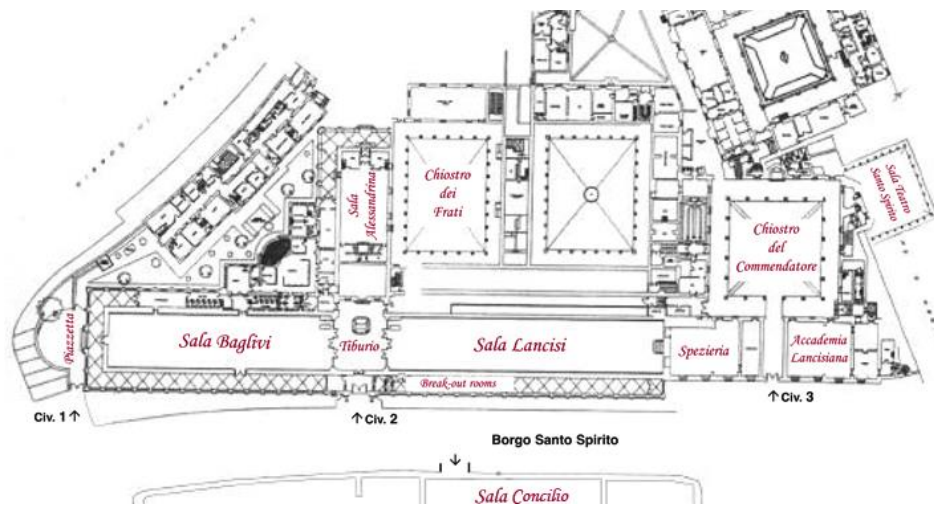 Sala
Alessandrina
Chiostro
dei
Frati
Sala Teatro
Santo Spirito
Chiostro
del
Commendatore
Piazzetta
Sala Baglivi
Tiburio
Sala Lancisi
Spezieria
Accademia
Lancisiana
Break-out rooms
Civ. 1 ↑
↑ Civ. 2
↑ Civ. 3
Borgo Santo Spirito
↓
Sala Concilio